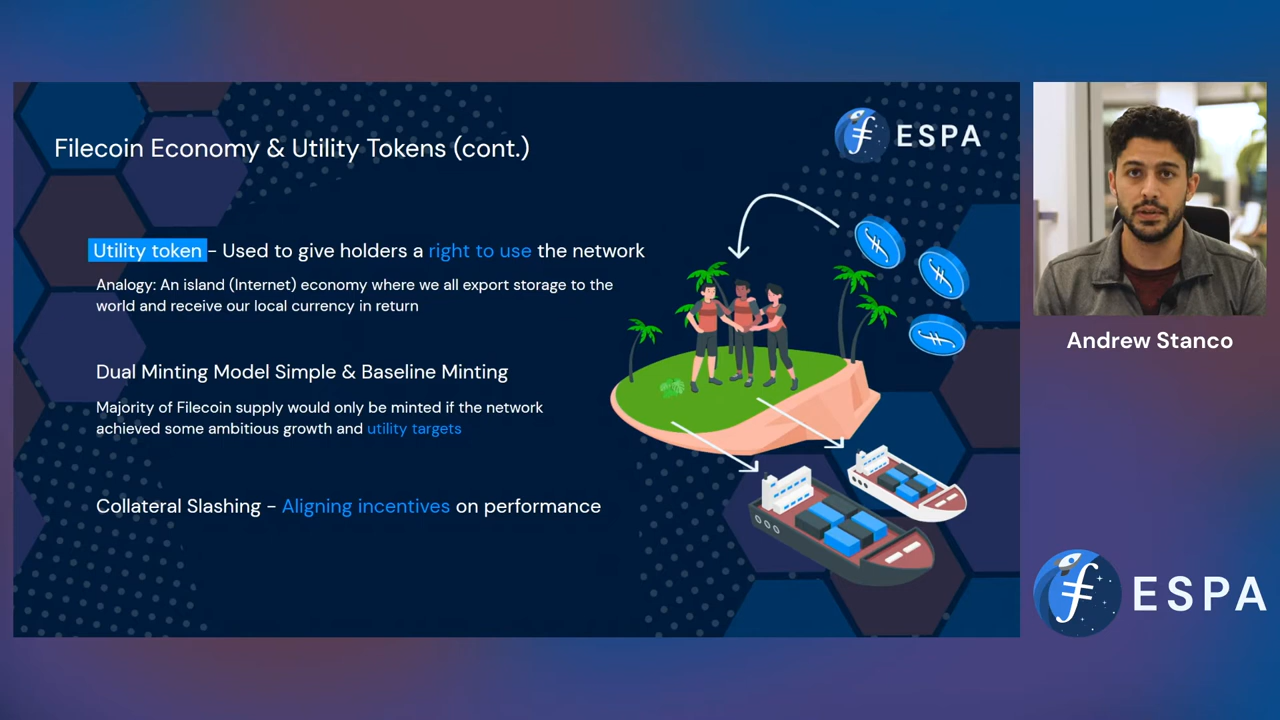 Filecoin Economy & Utility Tokens (cont.)
ESPA
Utility token – Used to give holders a right to use the network
Analogy: An island (Internet) economy where we all export storage to the
world and receive our local currency in return
Dual Minting Model Simple & Baseline Minting
Majority of Filecoin supply would only be minted if the network
achieved some ambitious growth and utility targets
Collateral Slashing – Aligning incentives on performance
Andrew Stanco
ESPA